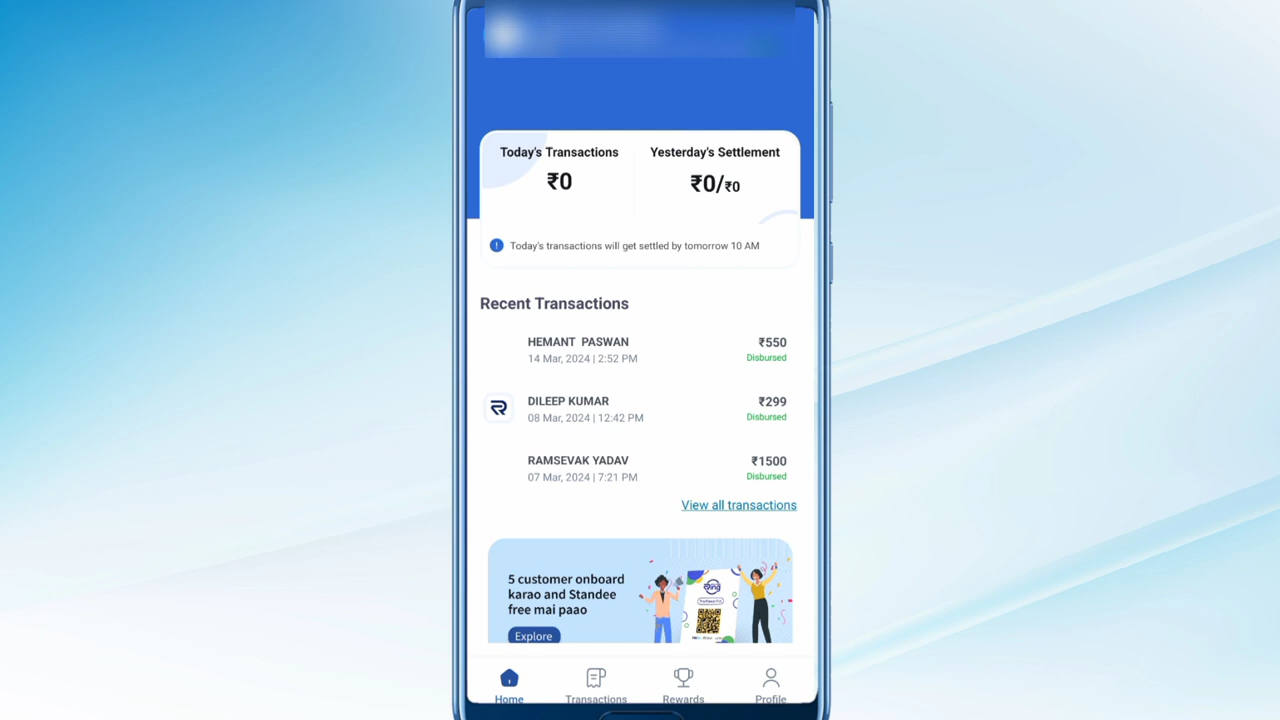 Today's Transactions
₹0
Yesterday's Settlement
₹0/₹0
Today's transactions will get settled by tomorrow 10 AM
Recent Transactions
HEMANT PASWAN
₹550
14 Mar, 2024 | 2:52 PM
Disbursed
DILEEP KUMAR
₹299
08 Mar, 2024 | 12:42 PM
Disbursed
RAMSEVAK YADAV
₹1500
07 Mar, 2024 | 7:21 PM
Disbursed
View all transactions
5 customer onboard
karao and Standee
free mai paao
Explore
Ring
Home
Transactions
Rewards
Profile